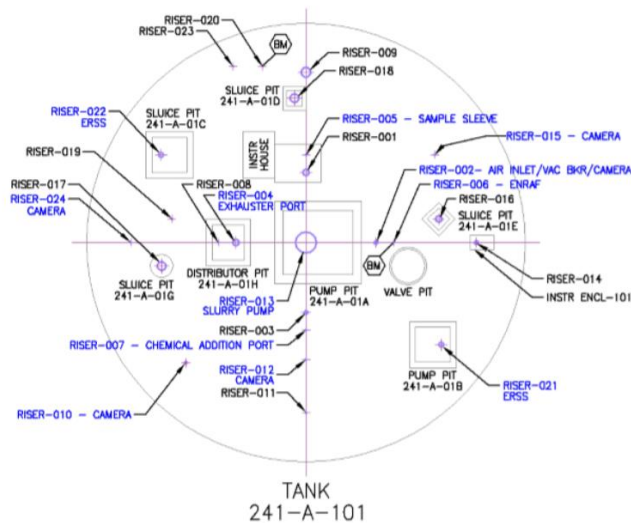 RISER-020
RISER-023
BM
RISER-009
RISER-018
SLUICE PIT
241-A-01D
SLUICE PIT
241-A-01C
RISER-022
ERSS
RISER-005 - SAMPLE SLEEVE
RISER-001
RISER-015 - CAMERA
INSTR
HOUSE
RISER-019
RISER-017
RISER-024
CAMERA
RISER-008
RISER-004
EXHAUSTER PORT
RISER-002- AIR INLET/VAC BKR/CAMERA
RISER-006 - ENRAF
RISER-016
SLUICE PIT
241-A-01E
BM
SLUICE PIT
241-A-01G
DISTRIBUTOR PIT
241-A-01H
PUMP PIT
241-A-01A
VALVE PIT
RISER-014
INSTR ENCL-101
RISER-013
SLURRY PUMP
RISER-003
RISER-007 - CHEMICAL ADDITION PORT
RISER-012
CAMERA
RISER-011
RISER-010 - CAMERA
PUMP PIT
241-A-01B
RISER-021
ERSS
TANK
241-A-101